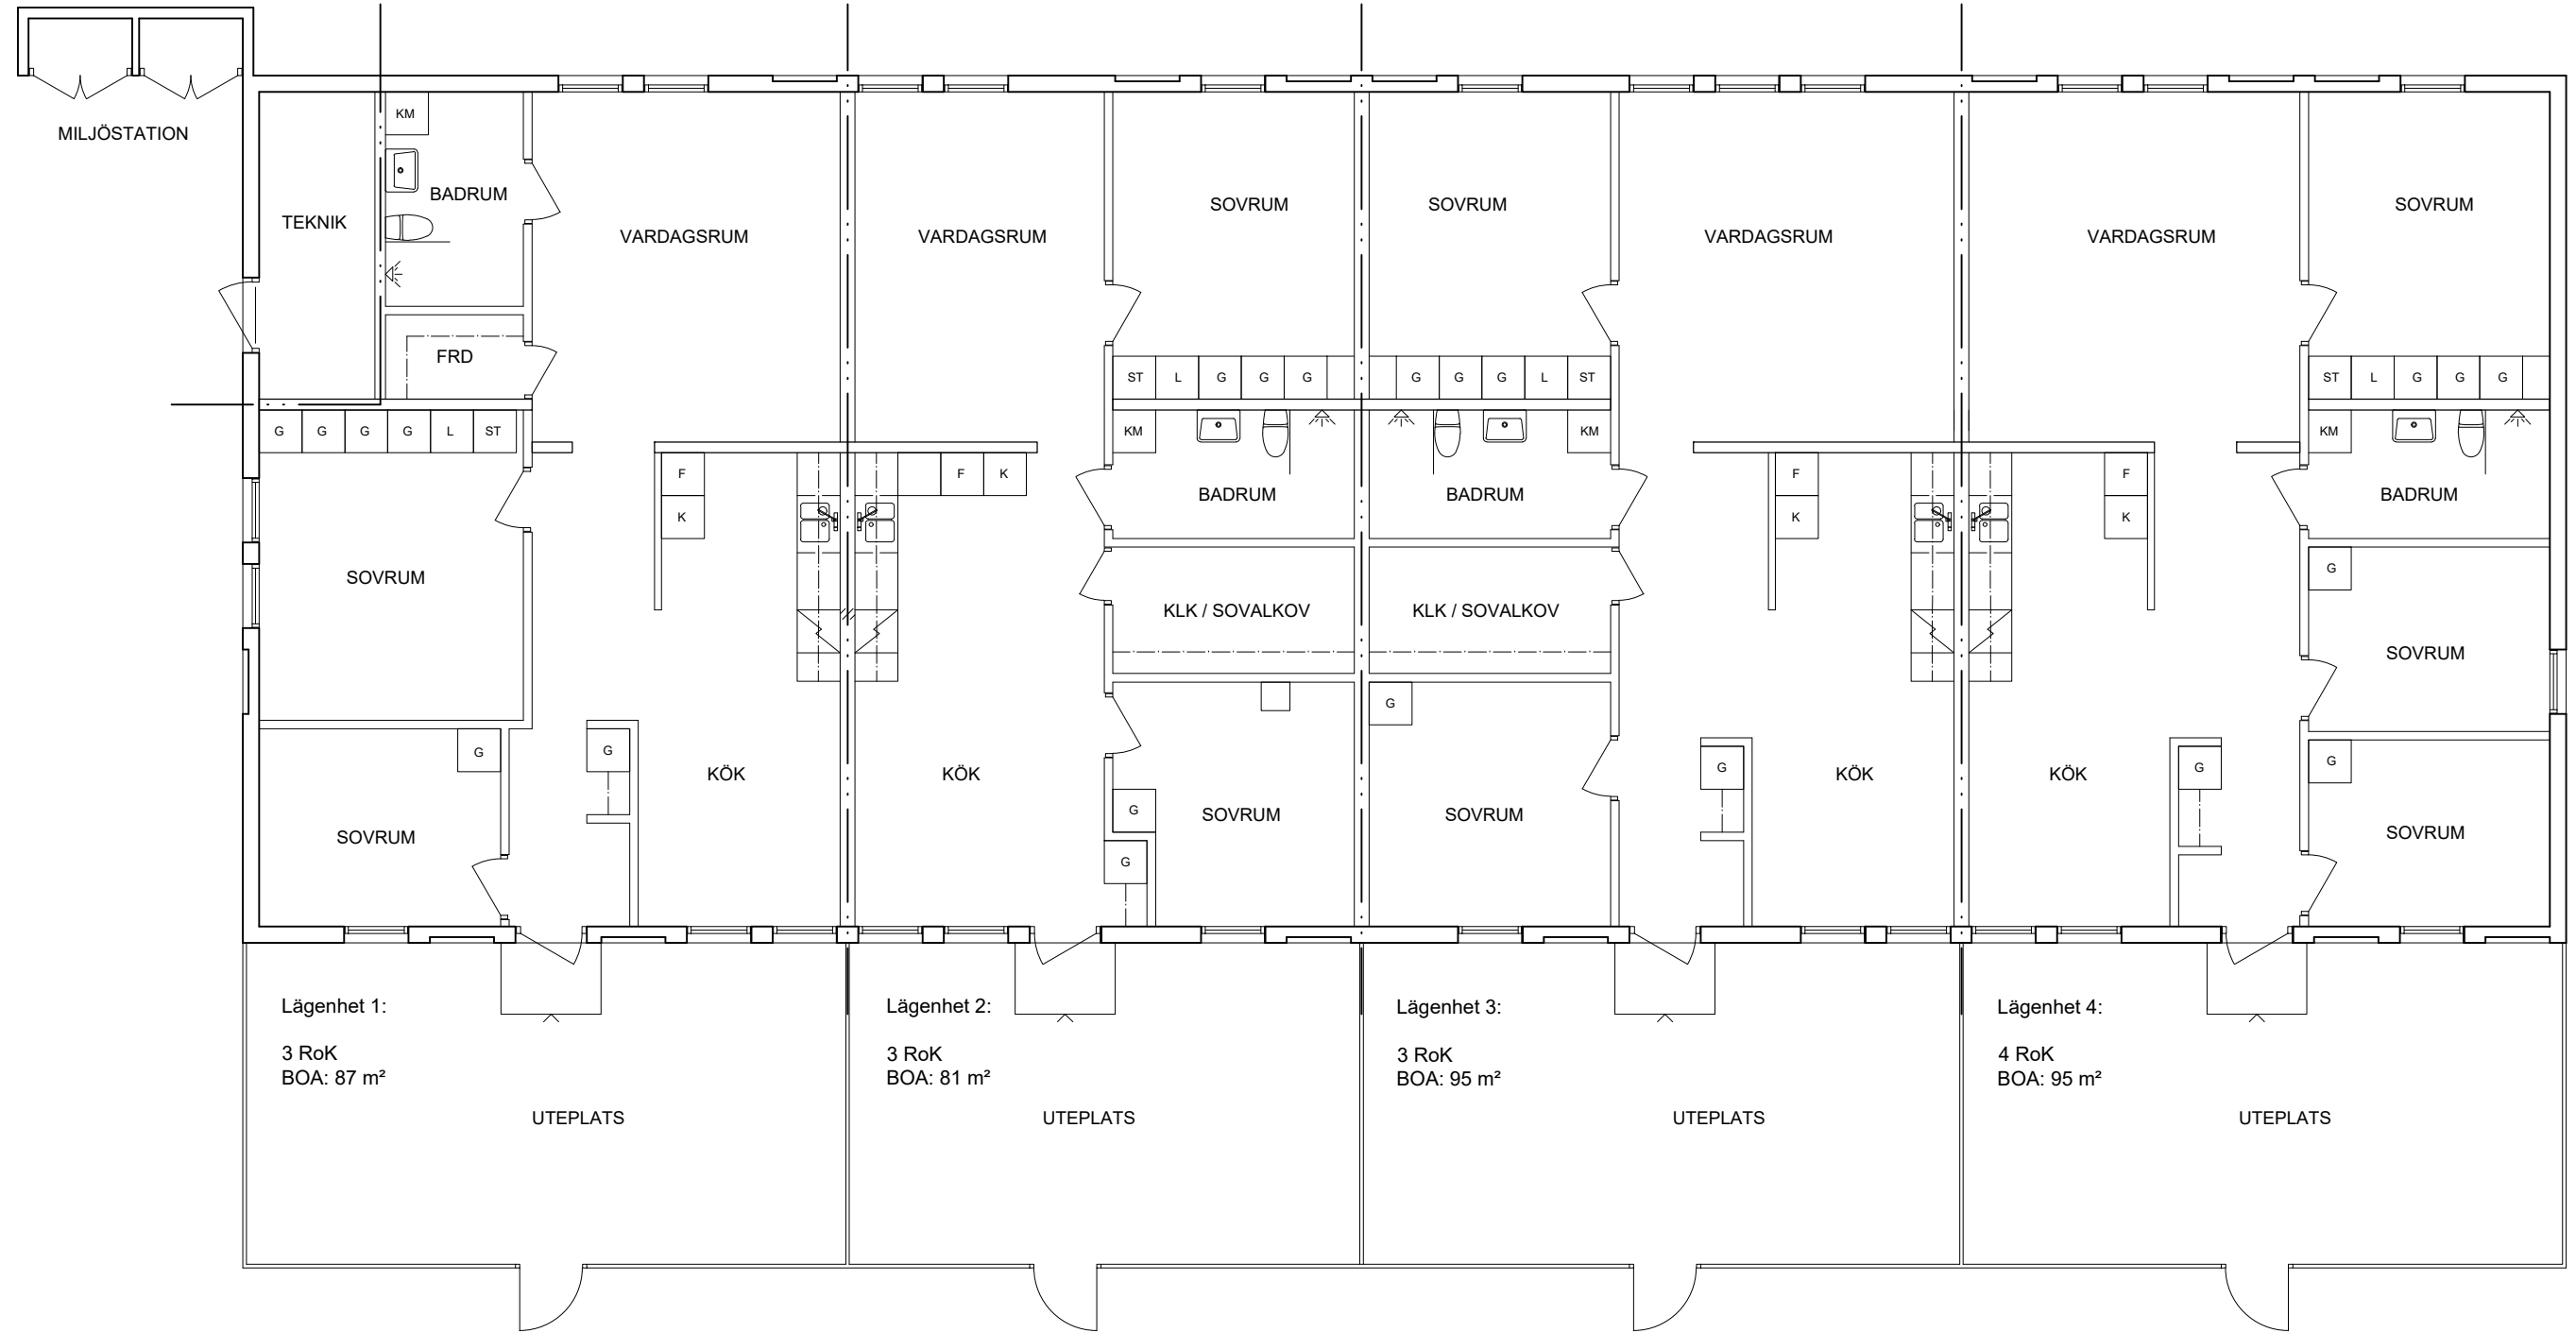 MILJÖSTATION
KM
BADRUM
TEKNIK
VARDAGSRUM
VARDAGSRUM
SOVRUM
SOVRUM
VARDAGSRUM
VARDAGSRUM
SOVRUM
FRD
ST L G G G
G G G L ST
ST L G G G
G G G G L ST
KM
KM
KM
F
K
F K
F
K
F
K
BADRUM
BADRUM
BADRUM
SOVRUM
KLK / SOVALKOV
KLK / SOVALKOV
G
SOVRUM
G
G
KÖK
KÖK
G
SOVRUM
G
SOVRUM
G
KÖK
KÖK
G
G
SOVRUM
SOVRUM
G
SOVRUM
Lägenhet 1:
3 RoK
BOA: 87 m²
UTEPLATS
Lägenhet 2:
3 RoK
BOA: 81 m²
UTEPLATS
Lägenhet 3:
3 RoK
BOA: 95 m²
UTEPLATS
Lägenhet 4:
4 RoK
BOA: 95 m²
UTEPLATS